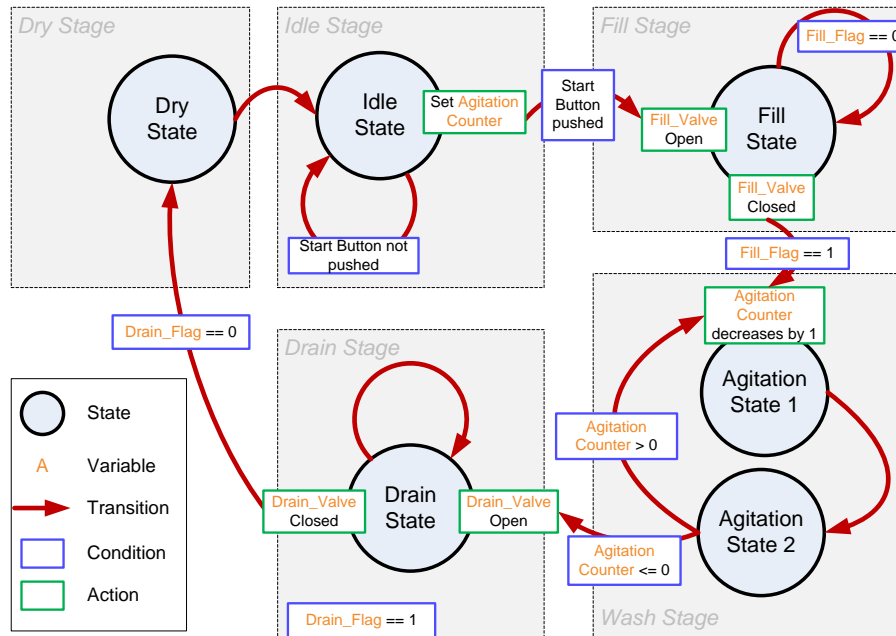 Dry Stage
Idle Stage
Fill Stage
Dry
State
Idle
State
Set Agitation
Counter
Start
Button
pushed
Fill_Valve
Open
Fill
State
Fill_Flag == 0
Fill_Valve
Closed
Start Button not
pushed
Fill_Flag == 1
Drain_Flag == 0
Drain Stage
Agitation
Counter
decreases by 1
Agitation
State 1
Agitation
Counter > 0
Agitation
State 2
Agitation
Counter <= 0
Drain_Valve
Closed
Drain
State
Drain_Valve
Open
Drain_Flag == 1
Wash Stage
State
A
Variable
Transition
Condition
Action